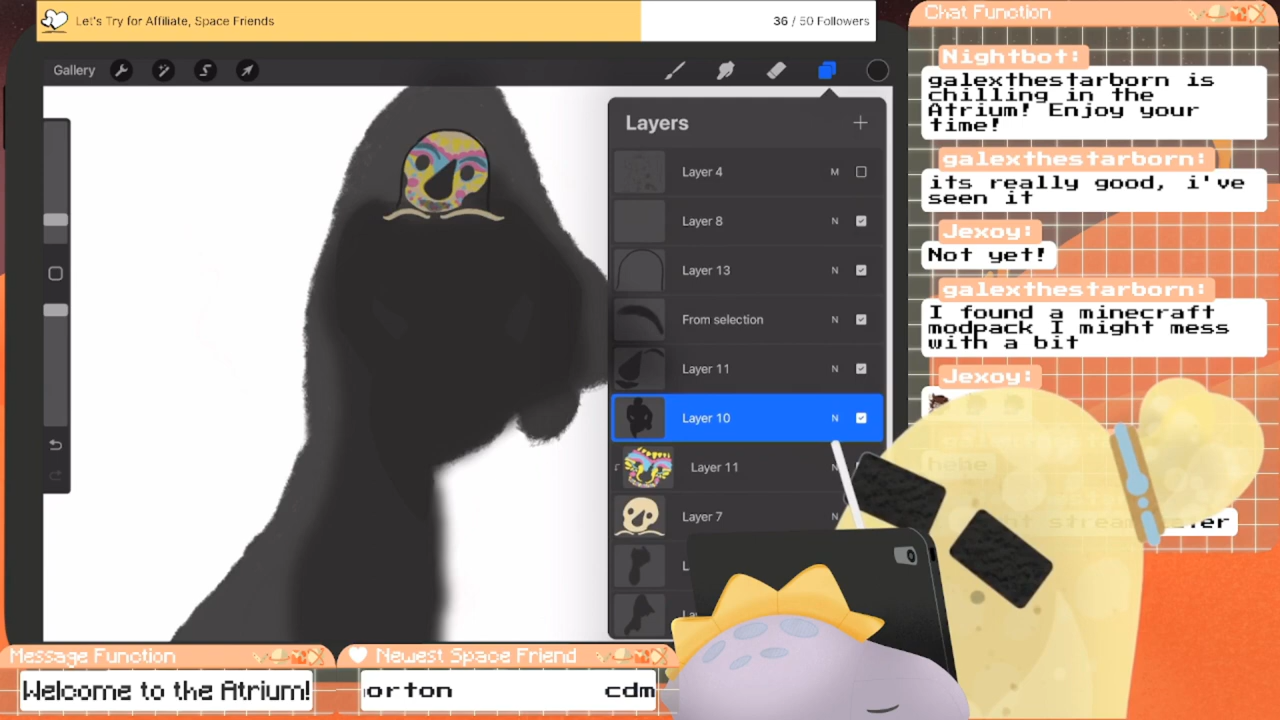 Let's Try for Affiliate, Space Friends
36 / 50 Followers
Gallery
Layers
Layer 4
M
Layer 8
N
Layer 13
N
From selection
N
Layer 11
N
Layer 10
N
Layer 11
N
Layer 7
N
L
La
Chat Function
Nightbot:
galexthestarborn is
chilling in the
Atrium! Enjoy your
time!
galexthestarborn:
its really good, i've
seen it
Jexoy:
Not yet!
galexthestarborn:
I found a minecraft
modpack I might mess
with a bit
Jexoy:
hehe
Message Function
Welcome to the Atrium!
Newest Space Friend
orton cdm